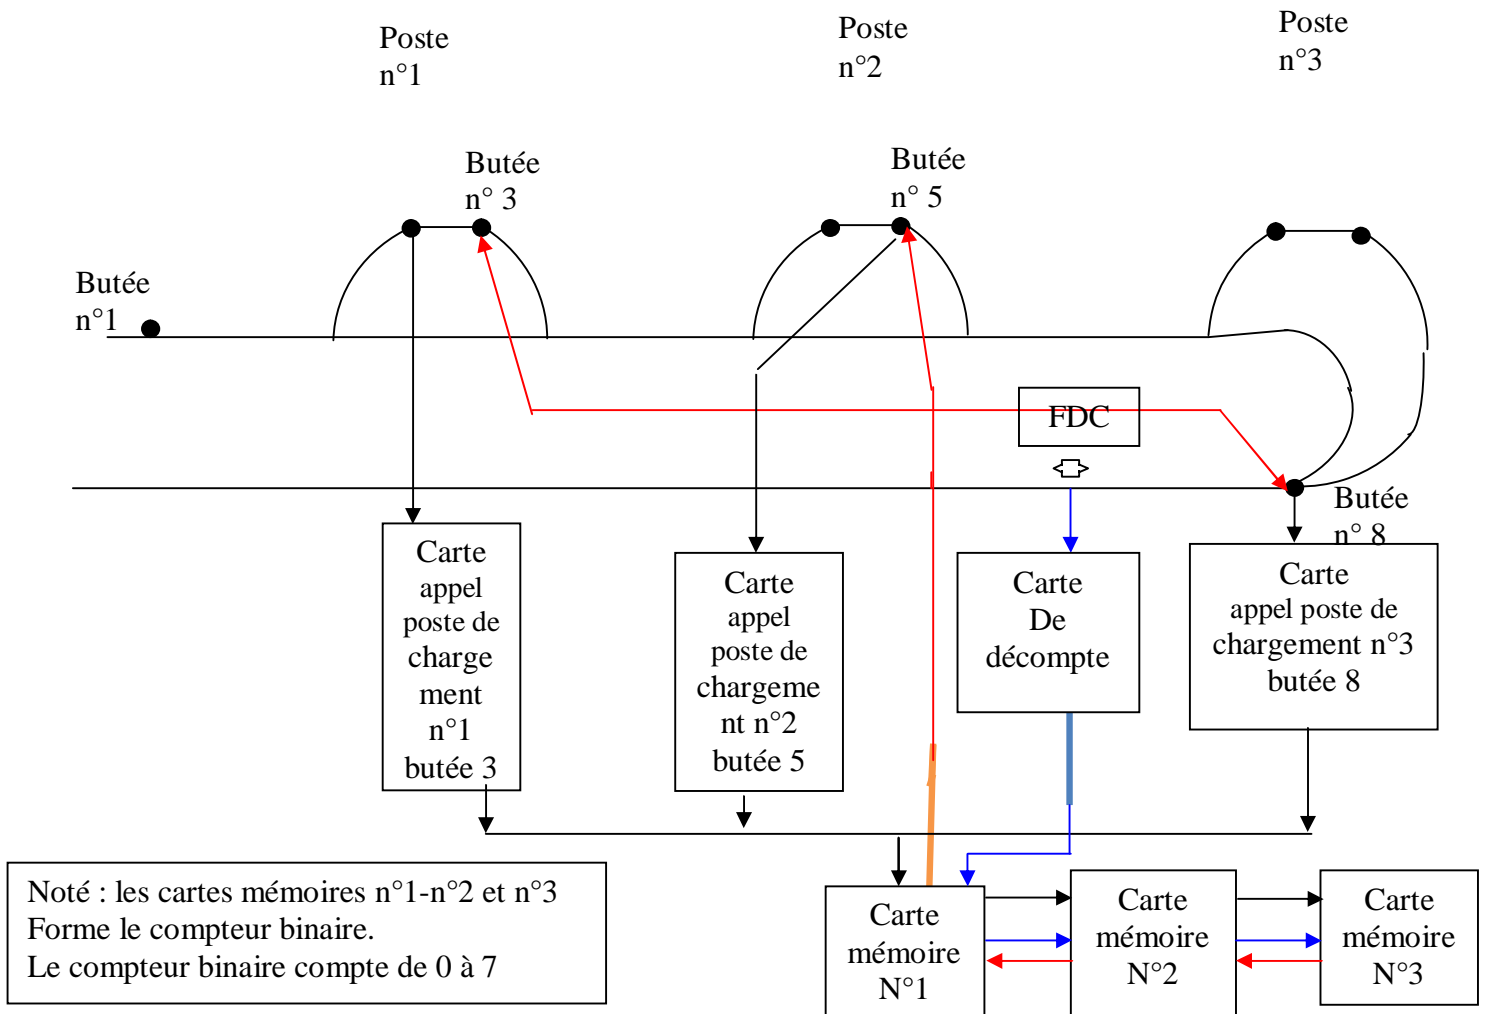 Poste
n°1
Poste
n°2
Poste
n°3
Butée
n° 3
Butée
n° 5
Butée
n°1
FDC
Butée
n° 8
Carte
appel
poste de
charge
ment
n°1
butée 3
Carte
appel
poste de
chargeme
nt n°2
butée 5
Carte
De
décompte
Carte
appel poste de
chargement n°3
butée 8
Noté : les cartes mémoires n°1-n°2 et n°3
Forme le compteur binaire.
Le compteur binaire compte de 0 à 7
Carte
mémoire
N°1
Carte
mémoire
N°2
Carte
mémoire
N°3